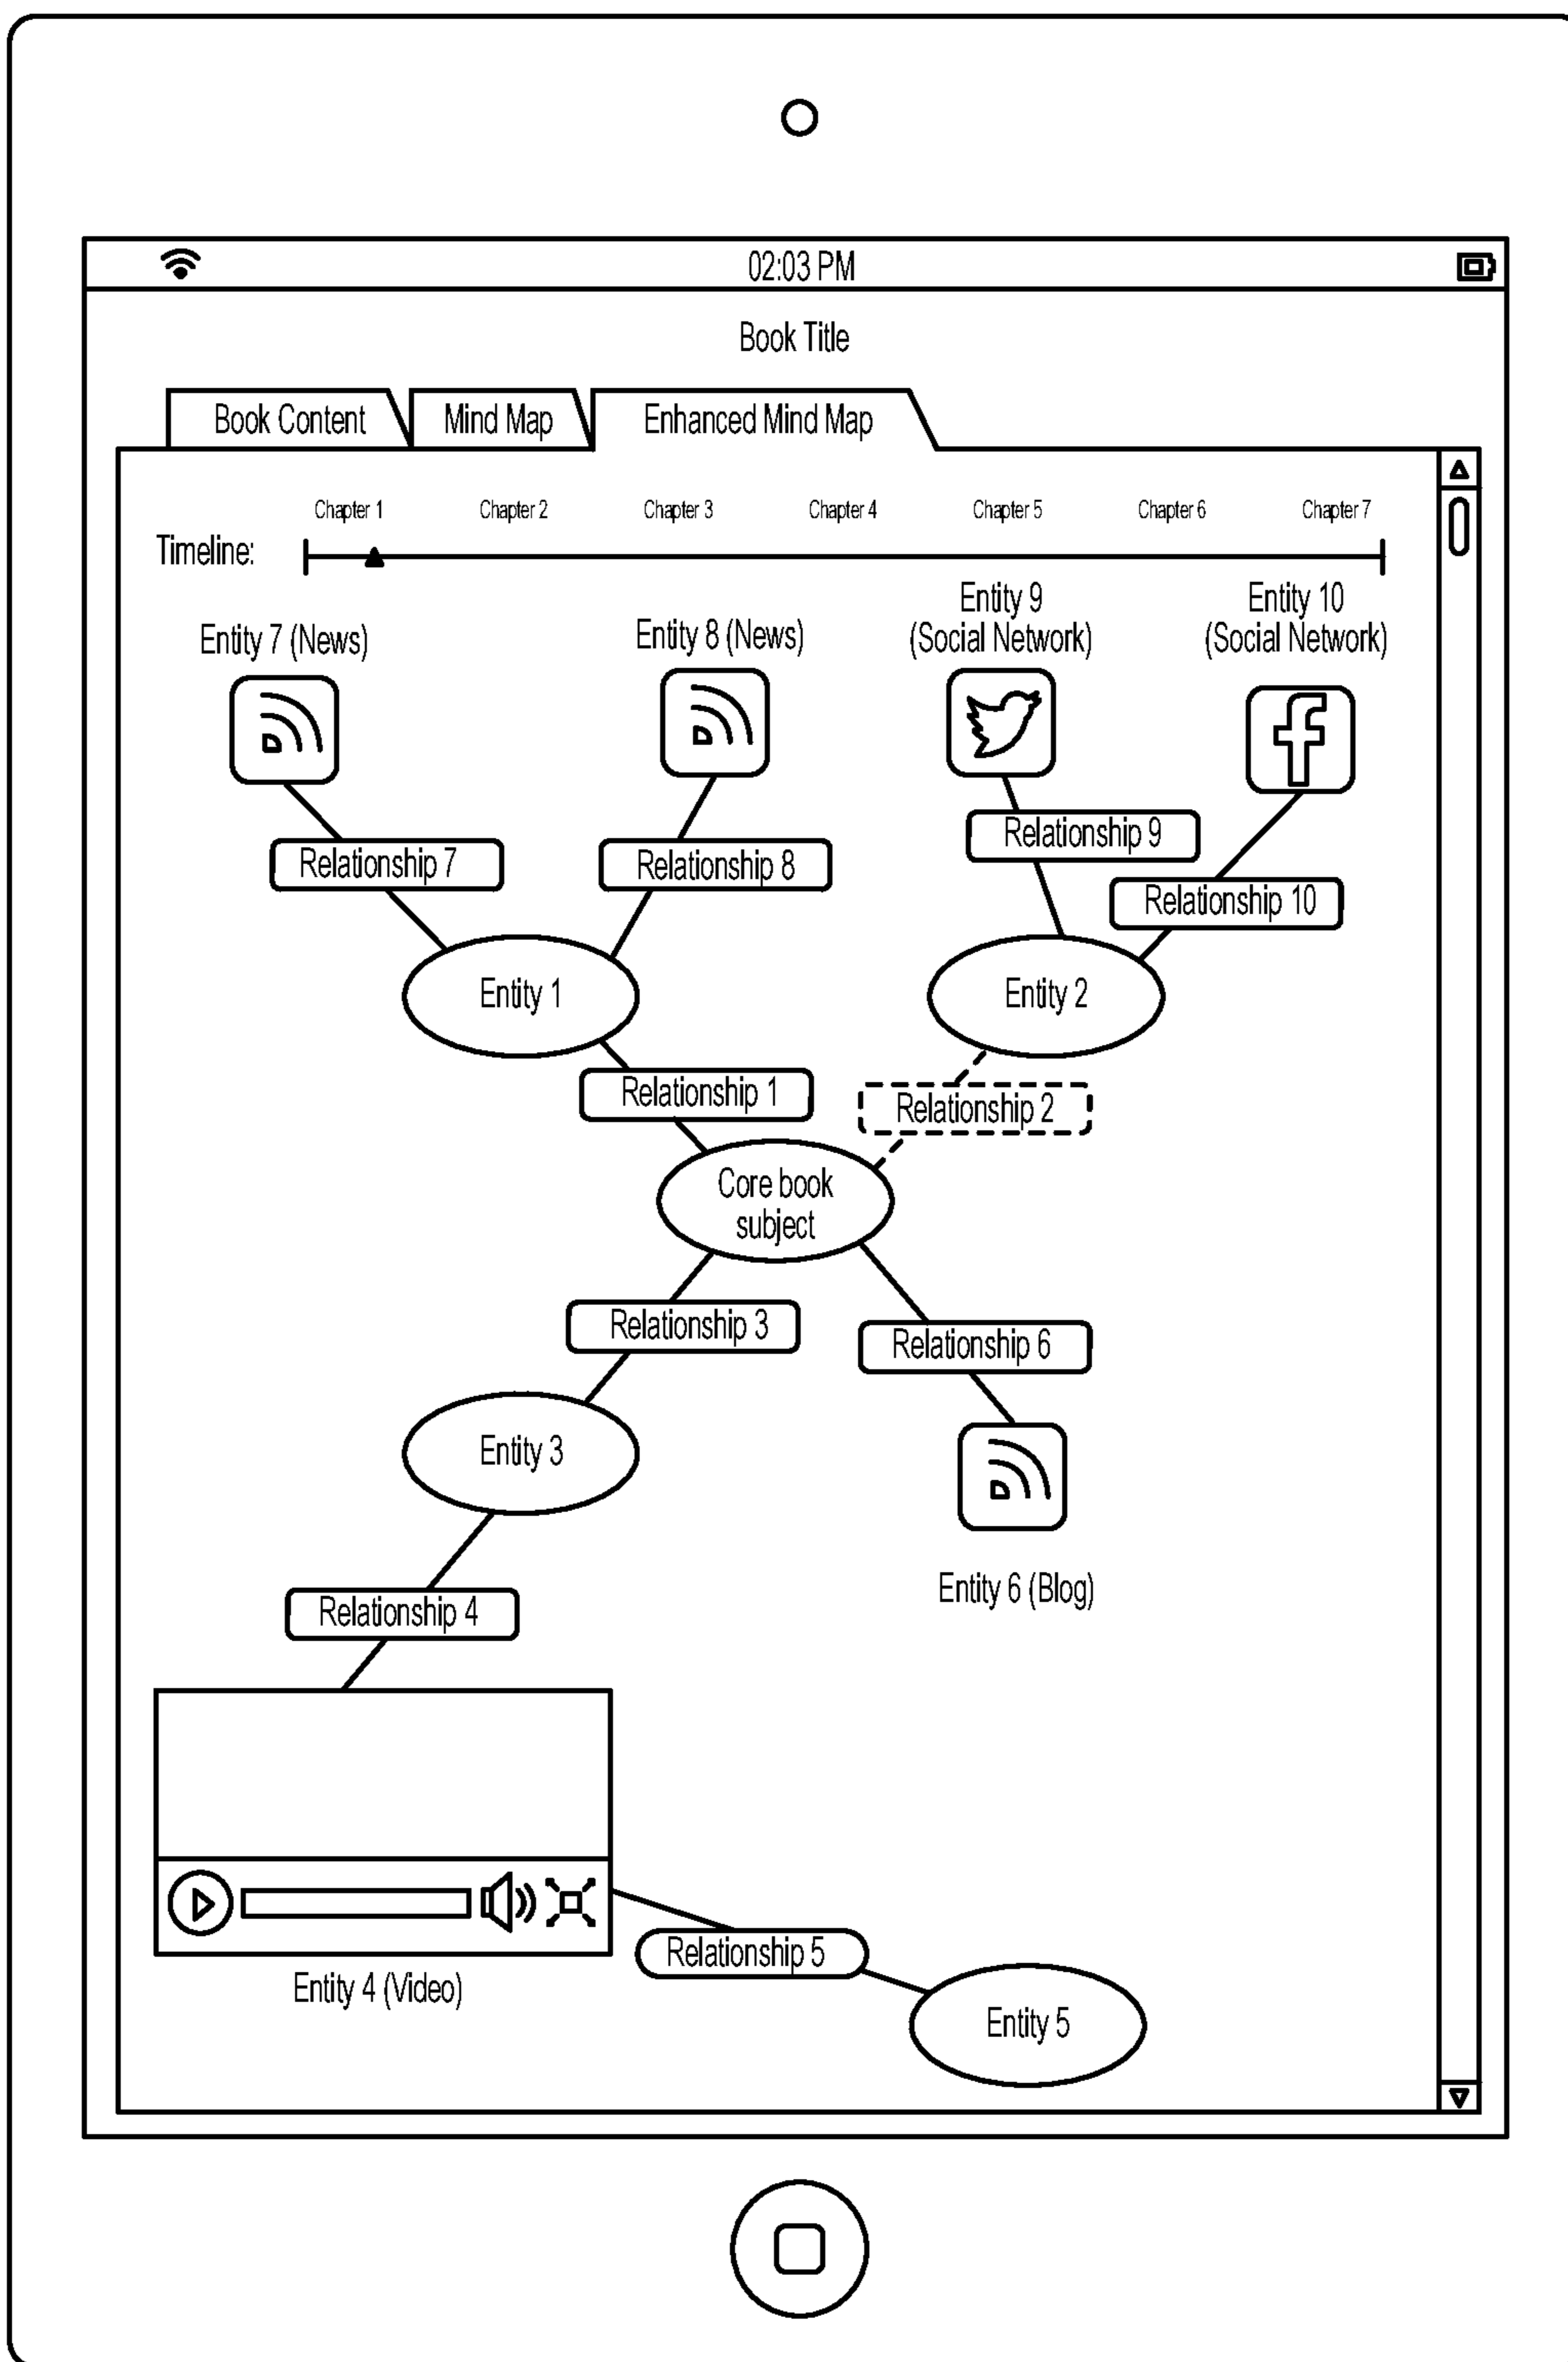 02:03 PM
Book Title
Book Content
Mind Map
Enhanced Mind Map
Chapter 1
Chapter 2
Chapter 3
Chapter 4
Chapter 5
Chapter 6
Chapter 7
Timeline:
Entity 7 (News)
Entity 8 (News)
Entity 9
(Social Network)
Entity 10
(Social Network)
Relationship 7
Relationship 8
Relationship 9
Relationship 10
Entity 1
Entity 2
Relationship 1
Relationship 2
Core book
subject
Relationship 3
Relationship 6
Entity 3
Entity 6 (Blog)
Relationship 4
Relationship 5
Entity 4 (Video)
Entity 5